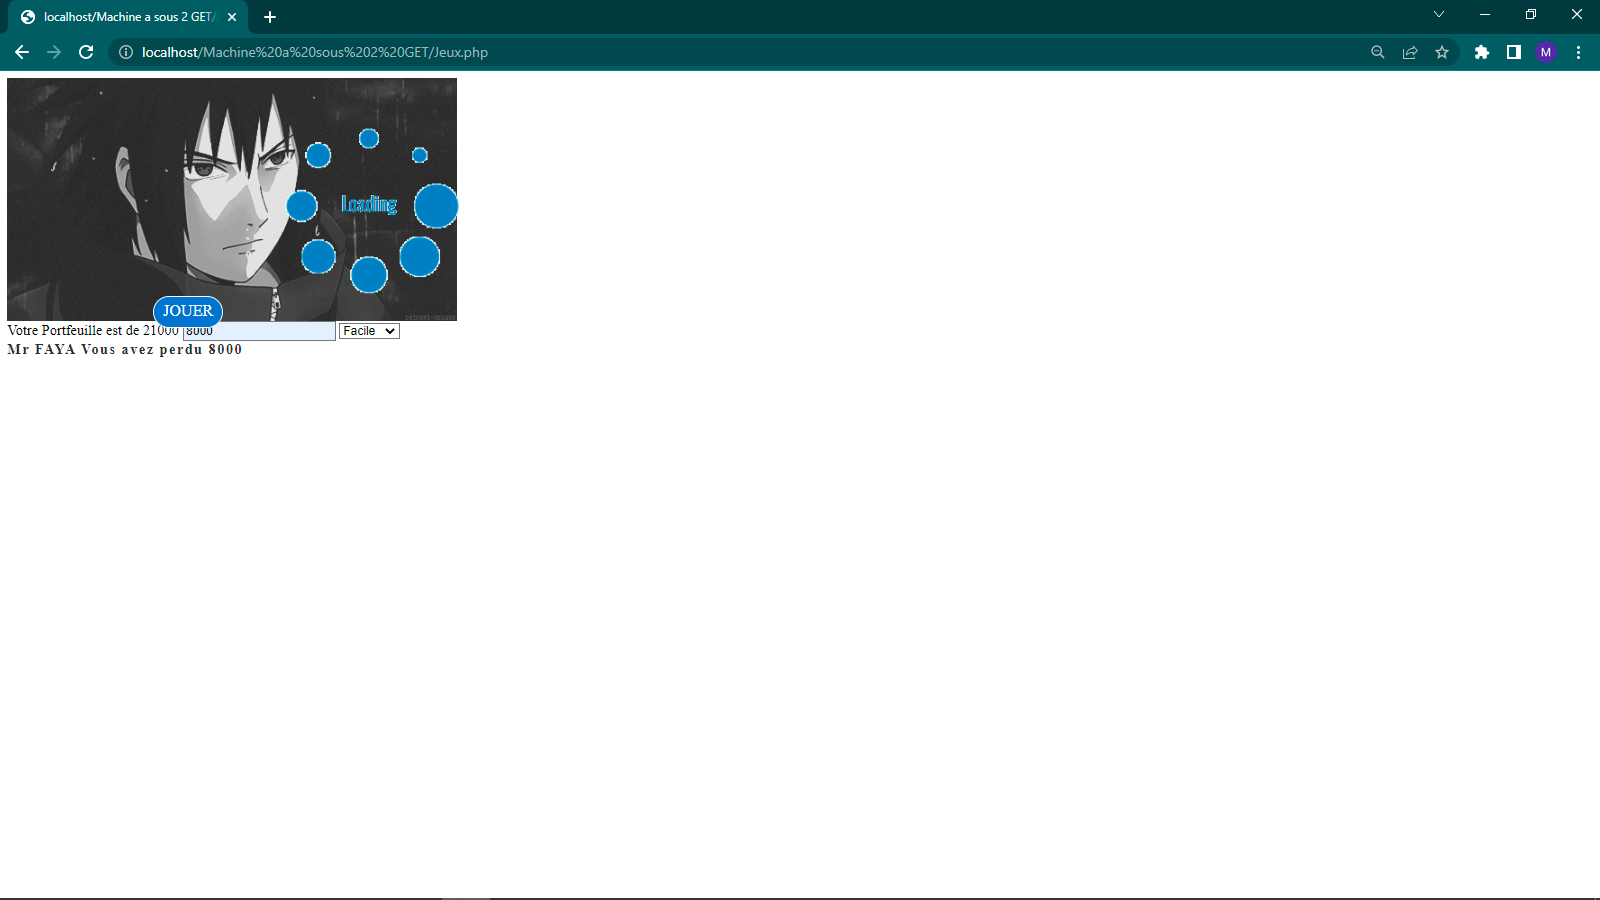 localhost/Machine a sous 2 GET/
localhost/Machine%20a%20sous%202%20GET/Jeux.php
M
Loading
JOUER
Votre Portfeuille est de 21000 8000 Facile
Mr FAYA Vous avez perdu 8000